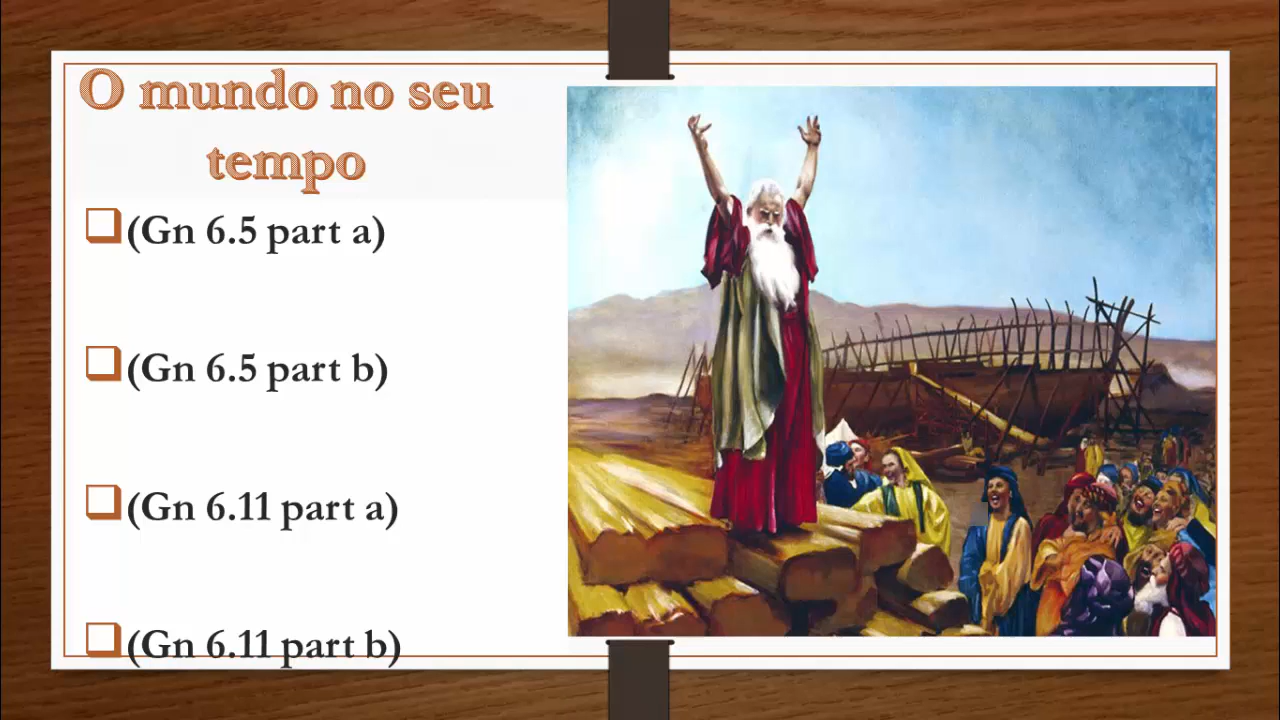 O mundo no seu
tempo
(Gn 6.5 part a)
(Gn 6.5 part b)
(Gn 6.11 part a)
(Gn 6.11 part b)